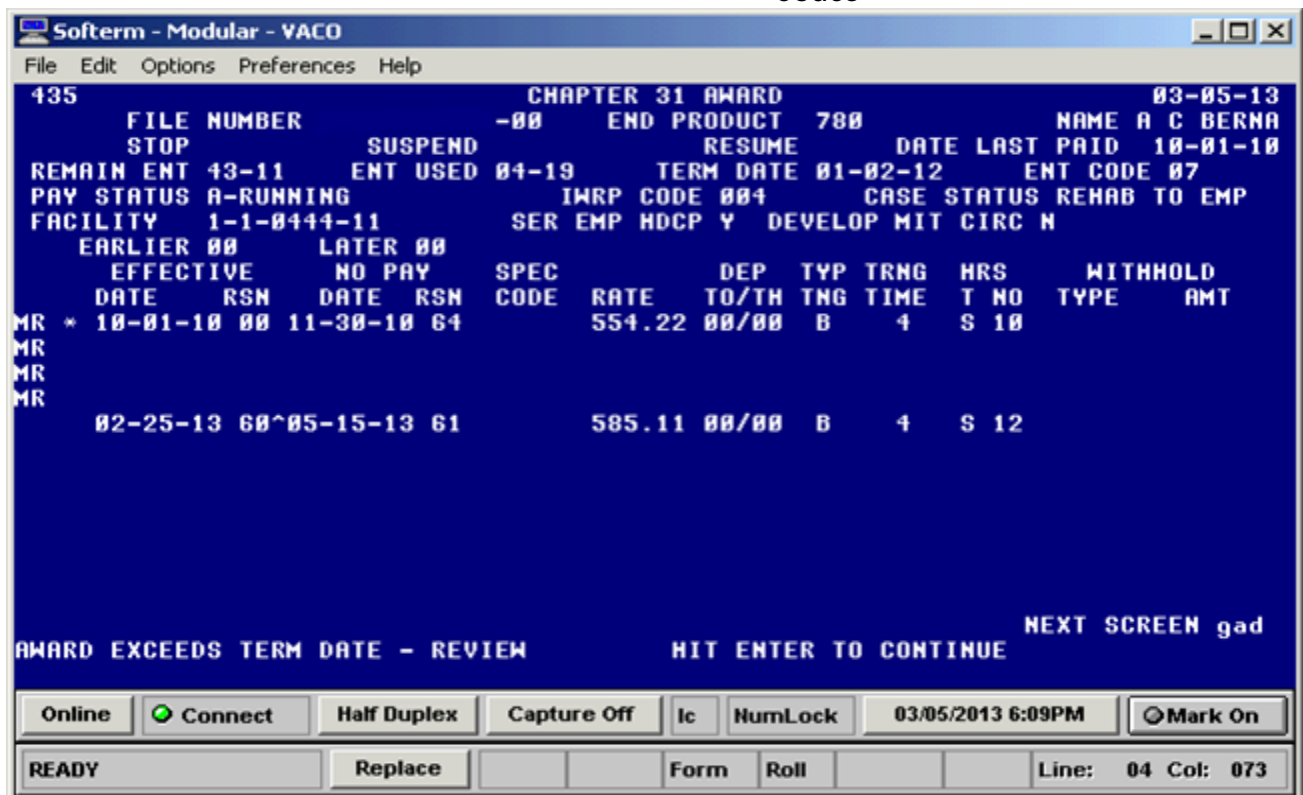 Softerm - Modular - VACO
File Edit Options Preferences Help
435 CHAPTER 31 AWARD 03-05-13
FILE NUMBER -00 END PRODUCT 780 NAME A C BERNA
STOP SUSPEND RESUME DATE LAST PAID 10-01-10
REMAIN ENT 43-11 ENT USED 04-19 TERM DATE 01-02-12 ENT CODE 07
PAY STATUS A-RUNNING IWRP CODE 004 CASE STATUS REHAB TO EMP
FACILITY 1-1-0444-11 SER EMP HDCP Y DEVELOP MIT CIRC N
EARLIER 00 LATER 00
EFFECTIVE NO PAY SPEC DEP TYP TRNG HRS WITHHOLD
DATE RSN DATE RSN CODE RATE TO/TH TNG TIME T NO TYPE AMT
MR * 10-01-10 00 11-30-10 64 554.22 00/00 B 4 S 10
MR
MR
MR
02-25-13 60^05-15-13 61 585.11 00/00 B 4 S 12
NEXT SCREEN gad
AWARD EXCEEDS TERM DATE - REVIEW HIT ENTER TO CONTINUE
Online Connect Half Duplex Capture Off Ic NumLock 03/05/2013 6:09PM Mark On
READY Replace Form Roll Line: 04 Col: 073